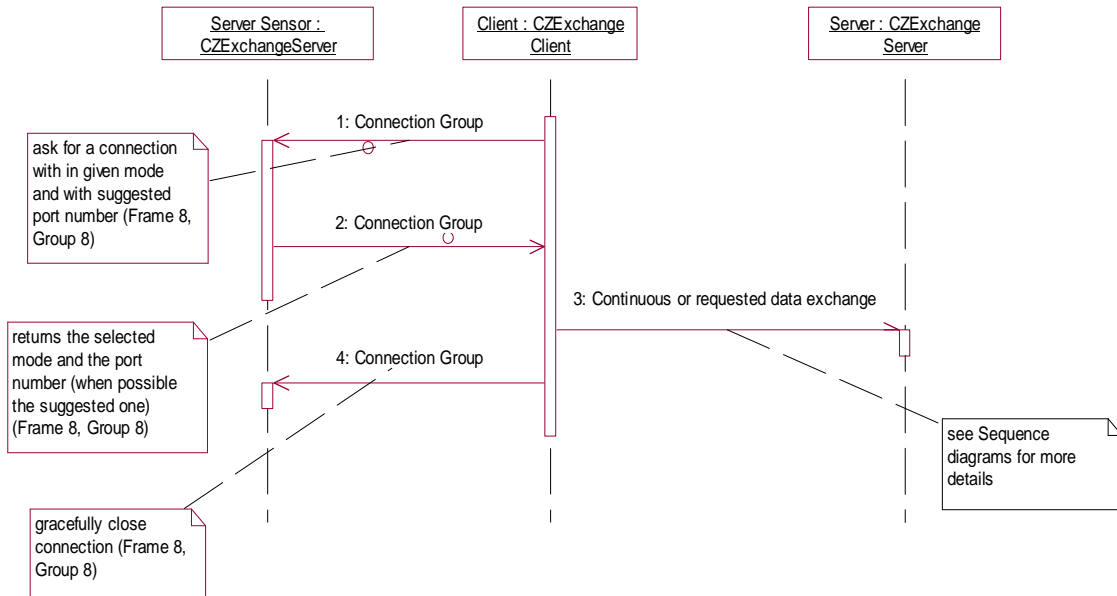 Server Sensor :
CZExchangeServer
Client : CZExchange
Client
Server : CZExchange
Server
1: Connection Group
ask for a connection
with in given mode
and with suggested
port number (Frame 8,
Group 8)
2: Connection Group
3: Continuous or requested data exchange
returns the selected
mode and the port
number (when possible
the suggested one)
(Frame 8, Group 8)
4: Connection Group
see Sequence
diagrams for more
details
gracefully close
connection (Frame 8,
Group 8)